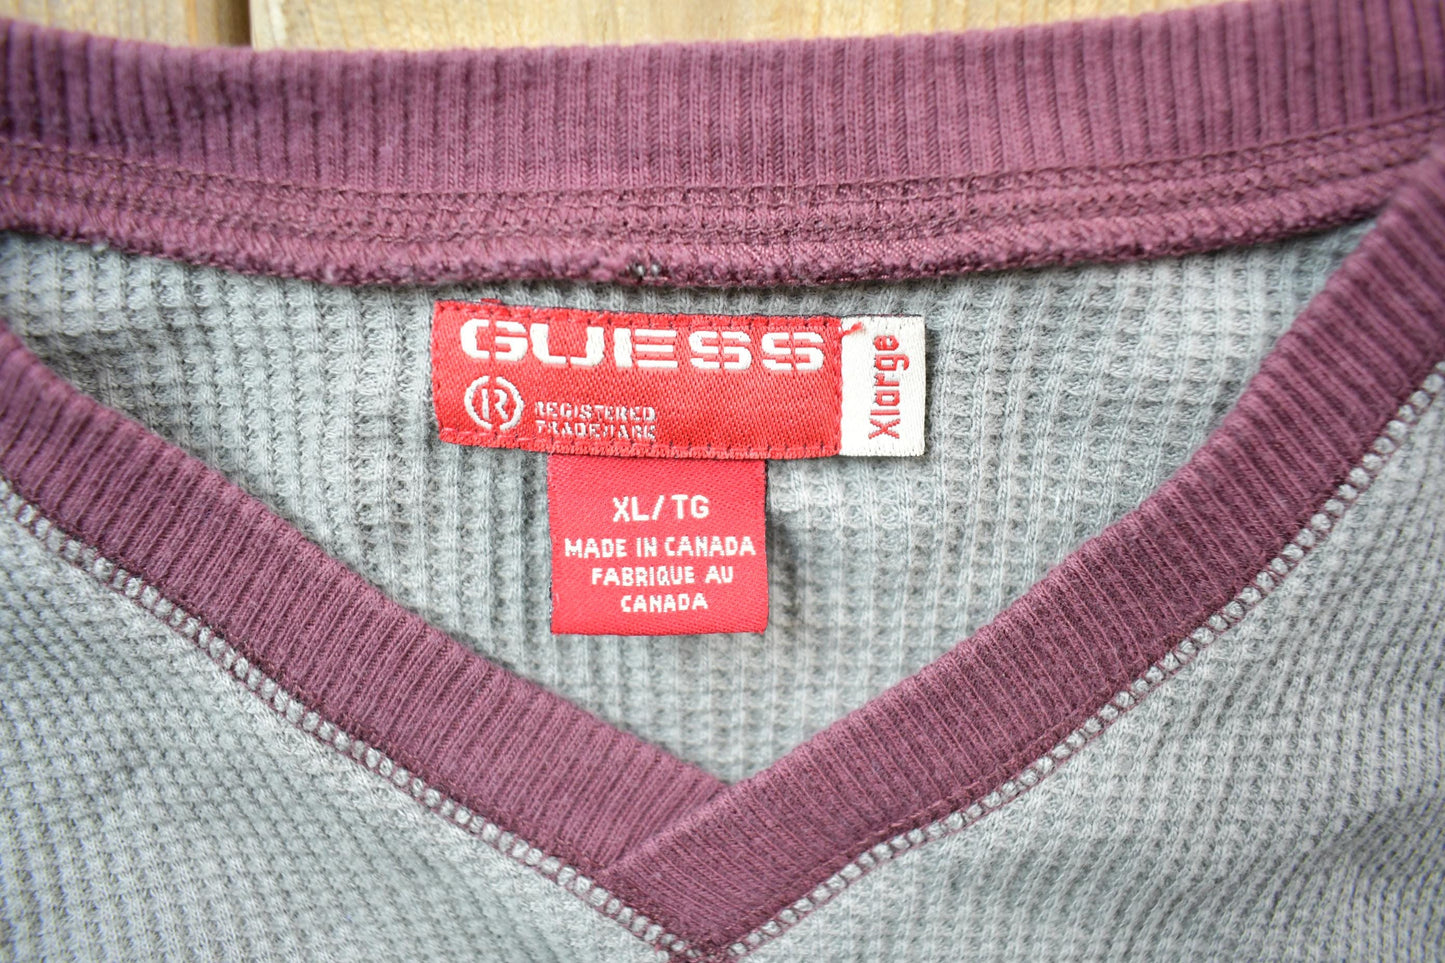 GUESS
R REGISTERED
TRADEMARK
Xlarge
XL/TG
MADE IN CANADA
FABRIQUE AU
CANADA